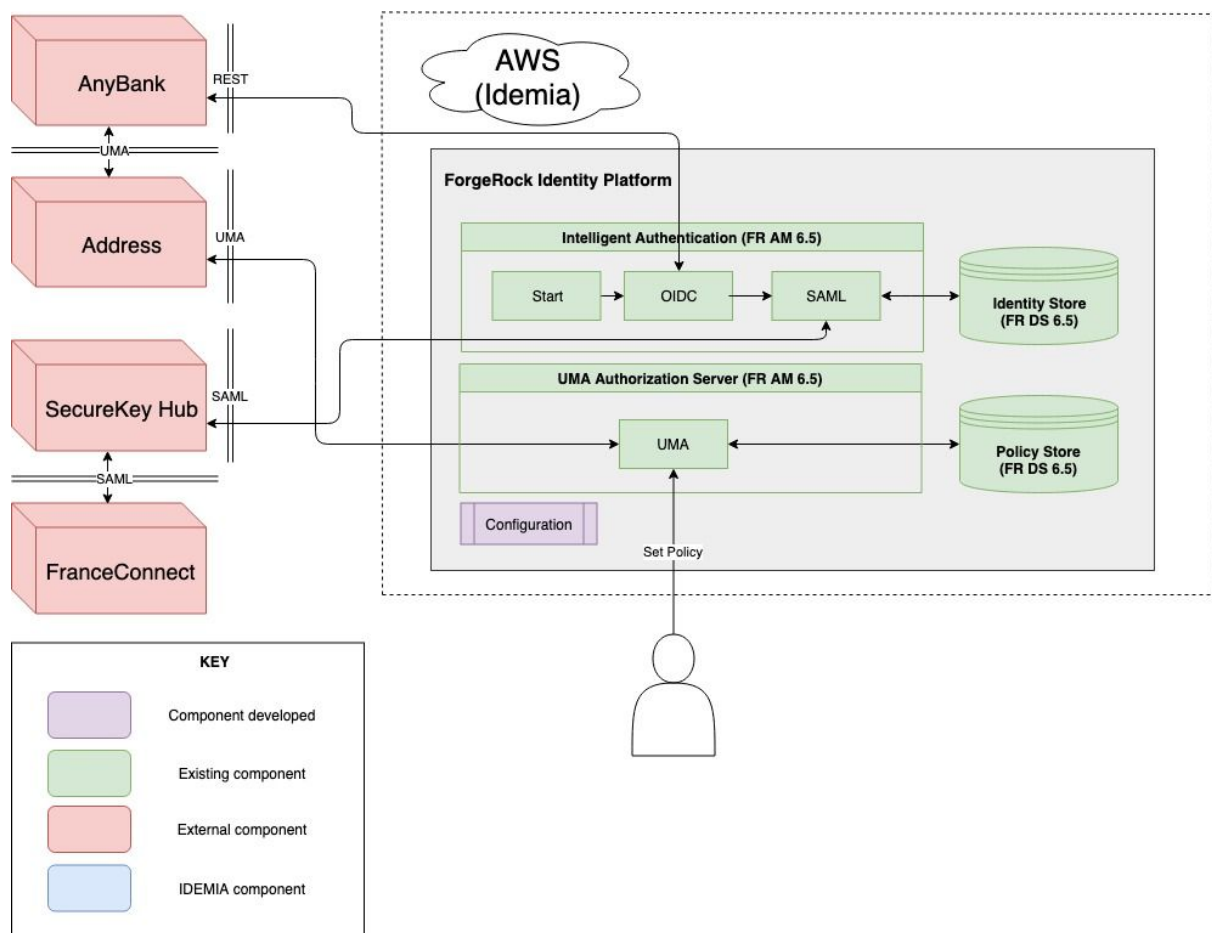 AnyBank
REST
UMA
Address
UMA
SecureKey Hub
SAML
SAML
FranceConnect
AWS
(Idemia)
ForgeRock Identity Platform
Intelligent Authentication (FR AM 6.5)
Start
OIDC
SAML
Identity Store
(FR DS 6.5)
UMA Authorization Server (FR AM 6.5)
UMA
Policy Store
(FR DS 6.5)
Configuration
Set Policy
KEY
Component developed
Existing component
External component
IDEMIA component